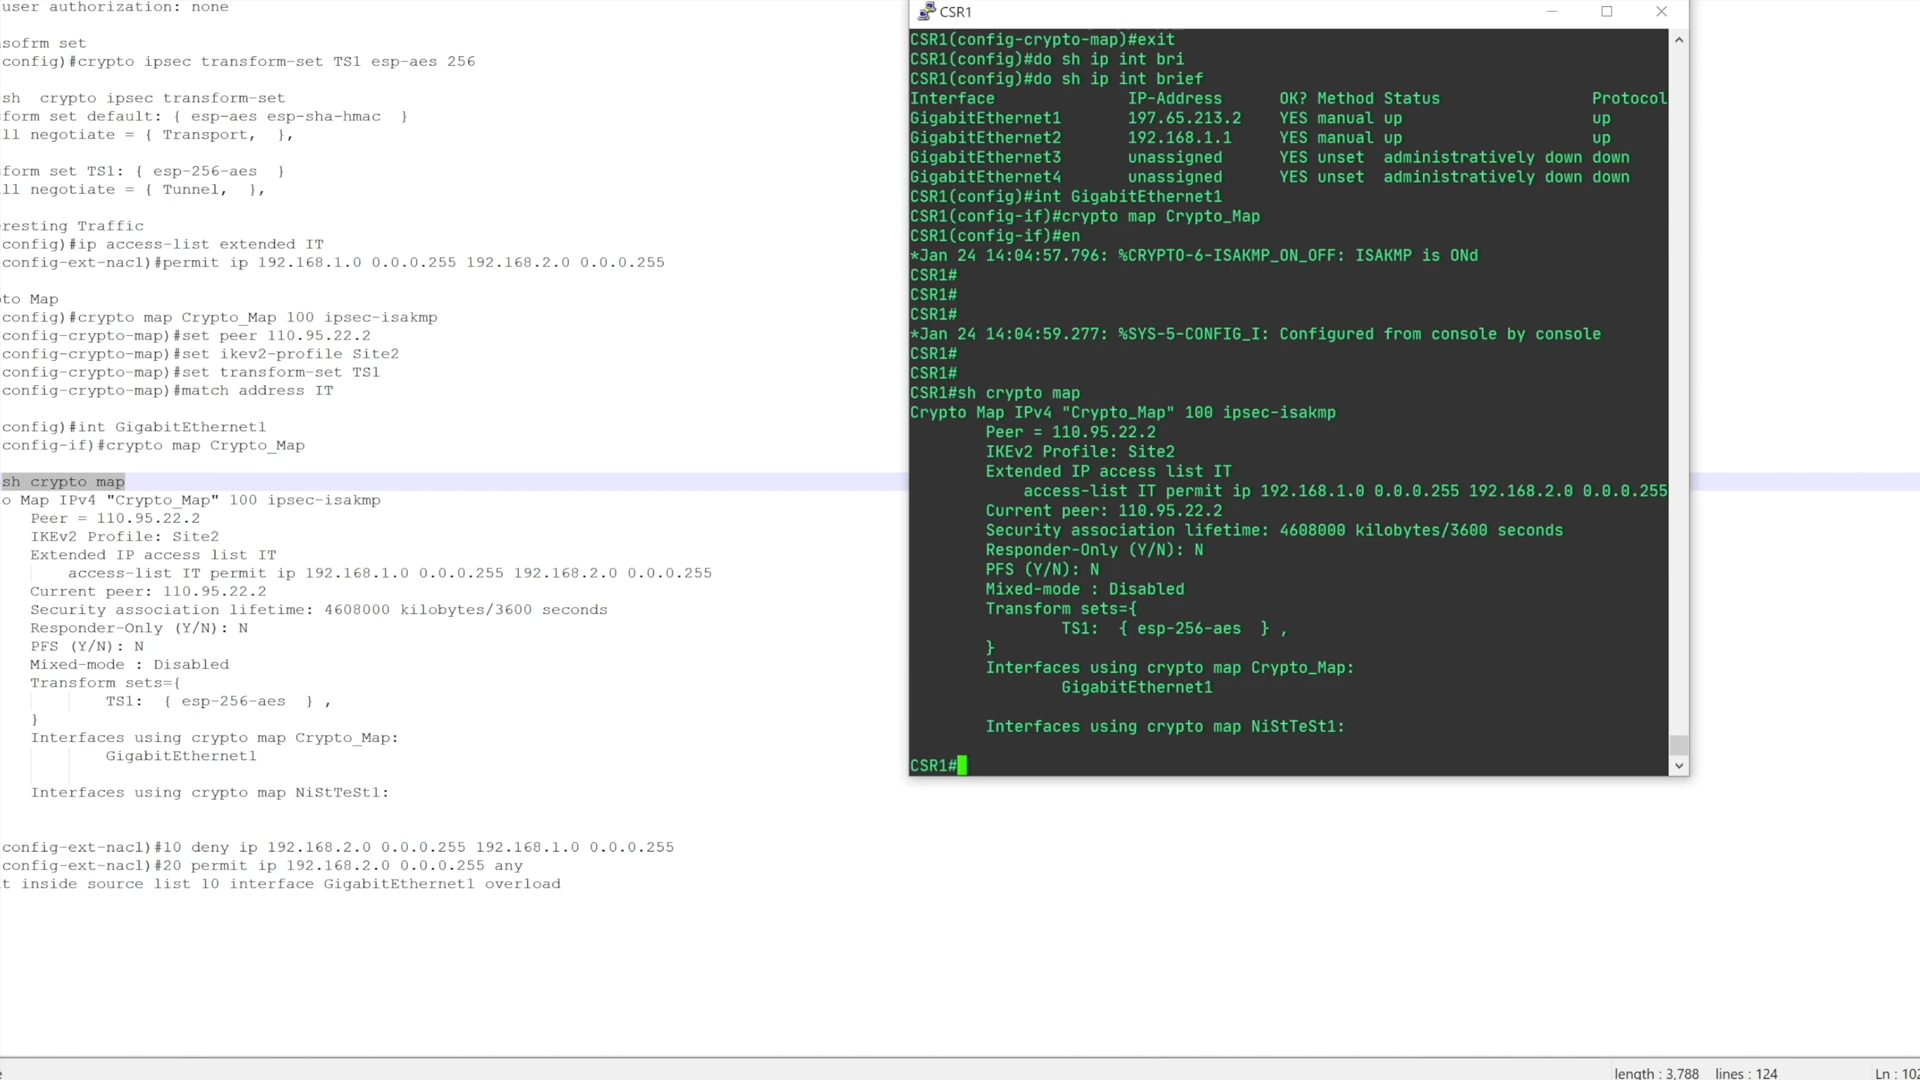 user authorization: none
sofrm set
config)#crypto ipsec transform-set TS1 esp-aes 256
sh  crypto ipsec transform-set
sform set default: { esp-aes esp-sha-hmac  }
ll negotiate = { Transport,  },
sform set TS1: { esp-256-aes  }
ll negotiate = { Tunnel,  },
eresting Traffic
config)#ip access-list extended IT
config-ext-nacl)#permit ip 192.168.1.0 0.0.0.255 192.168.2.0 0.0.0.255
to Map
config)#crypto map Crypto_Map 100 ipsec-isakmp
config-crypto-map)#set peer 110.95.22.2
config-crypto-map)#set ikev2-profile Site2
config-crypto-map)#set transform-set TS1
config-crypto-map)#match address IT
config)#int GigabitEthernet1
config-if)#crypto map Crypto_Map
sh crypto map
o Map IPv4 "Crypto_Map" 100 ipsec-isakmp
Peer = 110.95.22.2
IKEv2 Profile: Site2
Extended IP access list IT
access-list IT permit ip 192.168.1.0 0.0.0.255 192.168.2.0 0.0.0.255
Current peer: 110.95.22.2
Security association lifetime: 4608000 kilobytes/3600 seconds
Responder-Only (Y/N): N
PFS (Y/N): N
Mixed-mode : Disabled
Transform sets={
TS1:  { esp-256-aes  } ,
}
Interfaces using crypto map Crypto_Map:
GigabitEthernet1
Interfaces using crypto map NiStTeSt1:
config-ext-nacl)#10 deny ip 192.168.2.0 0.0.0.255 192.168.1.0 0.0.0.255
config-ext-nacl)#20 permit ip 192.168.2.0 0.0.0.255 any
t inside source list 10 interface GigabitEthernet1 overload
CSR1
CSR1(config-crypto-map)#exit
CSR1(config)#do sh ip int bri
CSR1(config)#do sh ip int brief
Interface IP-Address OK? Method Status Protocol
GigabitEthernet1 197.65.213.2 YES manual up up
GigabitEthernet2 192.168.1.1 YES manual up up
GigabitEthernet3 unassigned YES unset administratively down down
GigabitEthernet4 unassigned YES unset administratively down down
CSR1(config)#int GigabitEthernet1
CSR1(config-if)#crypto map Crypto_Map
CSR1(config-if)#en
*Jan 24 14:04:57.796: %CRYPTO-6-ISAKMP_ON_OFF: ISAKMP is ONd
CSR1#
CSR1#
CSR1#
*Jan 24 14:04:59.277: %SYS-5-CONFIG_I: Configured from console by console
CSR1#
CSR1#
CSR1#sh crypto map
Crypto Map IPv4 "Crypto_Map" 100 ipsec-isakmp
Peer = 110.95.22.2
IKEv2 Profile: Site2
Extended IP access list IT
access-list IT permit ip 192.168.1.0 0.0.0.255 192.168.2.0 0.0.0.255
Current peer: 110.95.22.2
Security association lifetime: 4608000 kilobytes/3600 seconds
Responder-Only (Y/N): N
PFS (Y/N): N
Mixed-mode : Disabled
Transform sets={
TS1:  { esp-256-aes  } ,
}
Interfaces using crypto map Crypto_Map:
GigabitEthernet1
Interfaces using crypto map NiStTeSt1:
CSR1#
length : 3,788 lines : 124 Ln : 102